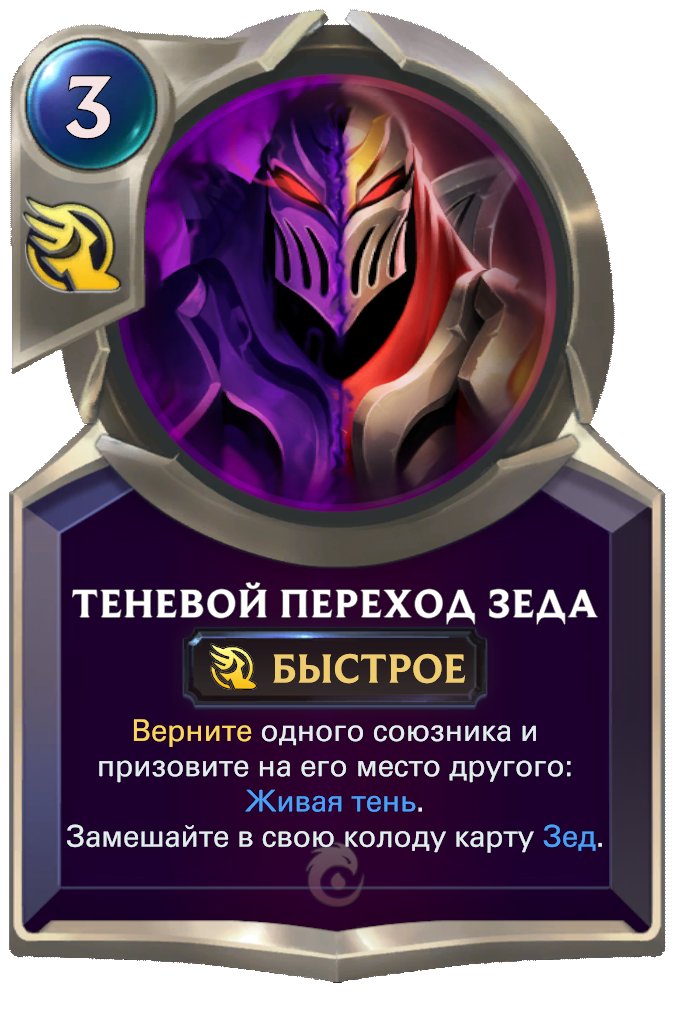 3
ТЕНЕВОЙ ПЕРЕХОД ЗЕДА
БЫСТРОЕ
Верните одного союзника и
призовите на его место другого:
Живая тень.
Замешайте в свою колоду карту Зед.